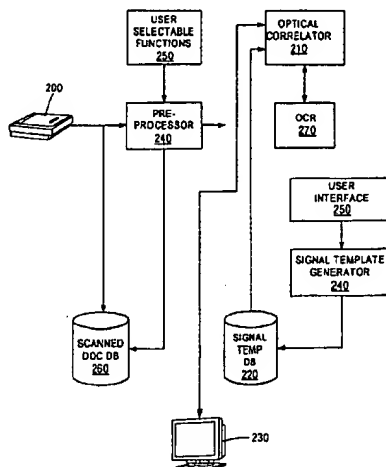 USER
SELECTABLE
FUNCTIONS
250
OPTICAL
CORRELATOR
210
200
PRE-
PROCESSOR
240
OCR
270
USER
INTERFACE
250
SIGNAL TEMPLATE
GENERATOR
240
SCANNED
DOC DB
260
SIGNAL
TEMP
DB
220
230